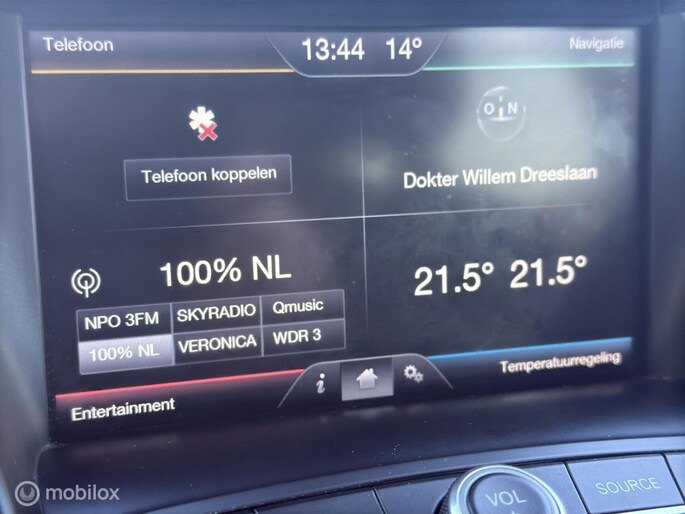 Telefoon
13:44 14°
Navigatie
Telefoon koppelen
O N
Dokter Willem Dreeslaan
100% NL
NPO 3FM SKYRADIO Qmusic
100% NL VERONICA WDR 3
21.5° 21.5°
Entertainment
i
Temperatuurregeling
mobilox
VOL
SOURCE